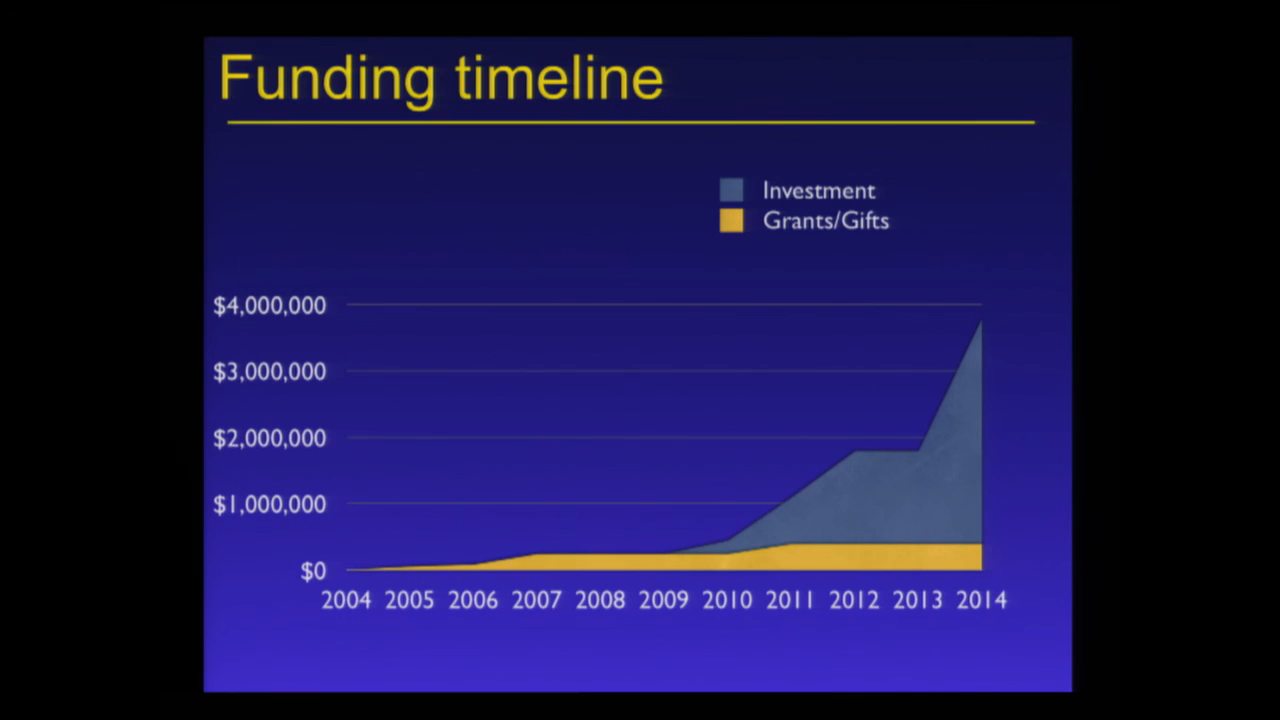 Funding timeline
Investment
Grants/Gifts
$4,000,000
$3,000,000
$2,000,000
$1,000,000
$0
2004 2005 2006 2007 2008 2009 2010 2011 2012 2013 2014